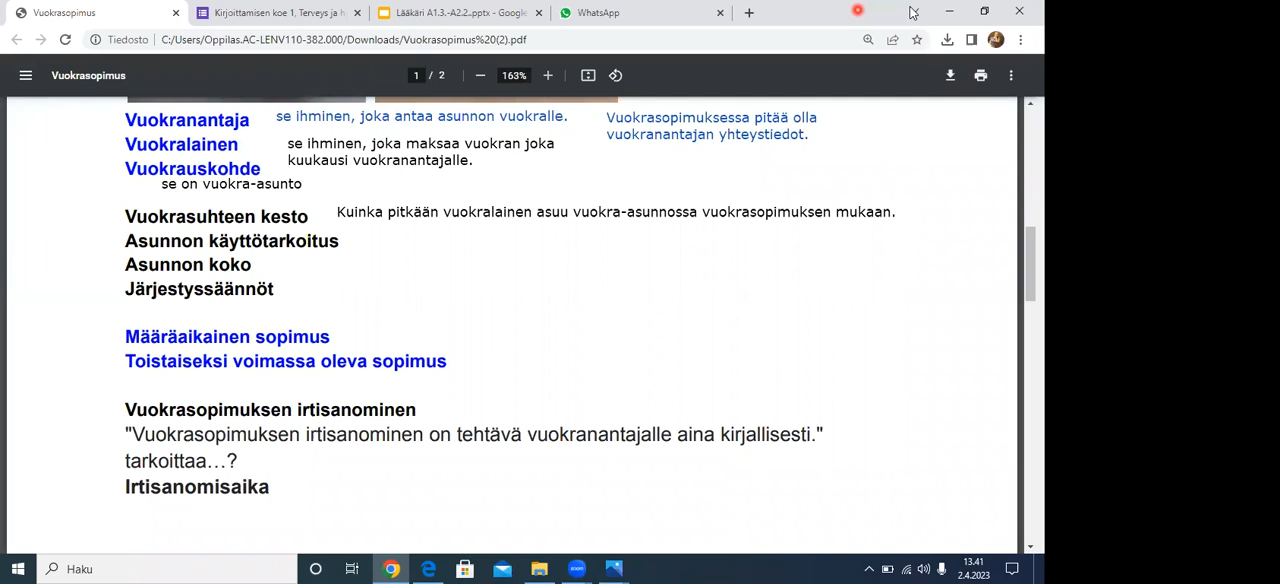 Vuokrasopimus
Kirjoittamisen koe 1, Terveys ja h
Lääkäri A1.3.-A2.2..pptx - Google
WhatsApp
Tiedosto
C:/Users/Oppilas.AC-LENV110-382.000/Downloads/Vuokrasopimus%20(2).pdf
Vuokrasopimus
1 / 2
163%
Vuokranantaja
se ihminen, joka antaa asunnon vuokralle.
Vuokrasopimuksessa pitää olla
vuokranantajan yhteystiedot.
Vuokralainen
se ihminen, joka maksaa vuokran joka
kuukausi vuokranantajalle.
Vuokrauskohde
se on vuokra-asunto
Vuokrasuhteen kesto
Kuinka pitkään vuokralainen asuu vuokra-asunnossa vuokrasopimuksen mukaan.
Asunnon käyttötarkoitus
Asunnon koko
Järjestyssäännöt
Määräaikainen sopimus
Toistaiseksi voimassa oleva sopimus
Vuokrasopimuksen irtisanominen
"Vuokrasopimuksen irtisanominen on tehtävä vuokranantajalle aina kirjallisesti."
tarkoittaa…?
Irtisanomisaika
Haku
zoom
13.41
2.4.2023